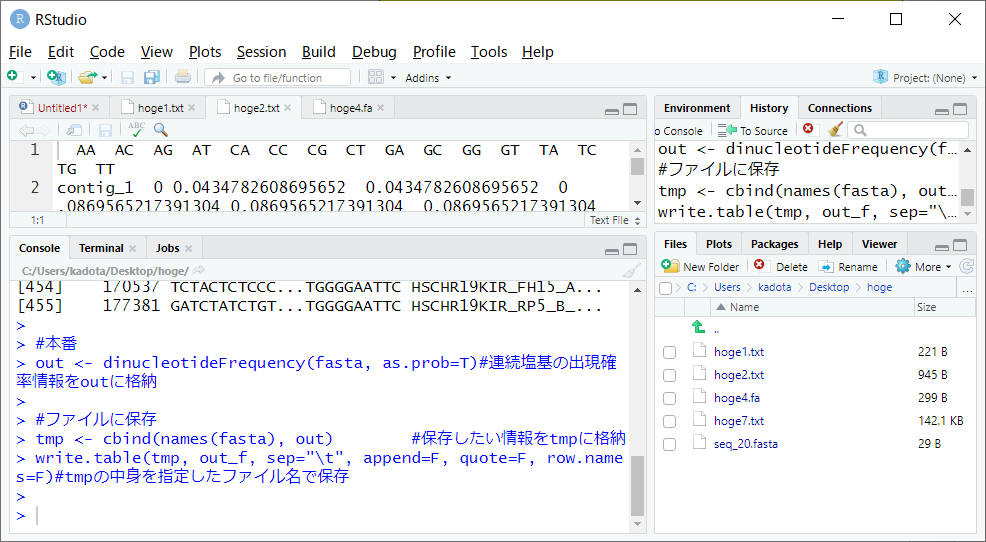 RStudio
File Edit Code View Plots Session Build Debug Profile Tools Help
Go to file/function Addins Project: (None)
Untitled1* hoge1.txt hoge2.txt hoge4.fa
ABC
1 AA AC AG AT CA CC CG CT GA GC GG GT TA TC
TG TT
2 contig_1 0 0.0434782608695652 0.0434782608695652 0
.0869565217391304 0.0869565217391304 0.0869565217391304
1:1 Text File
Console Terminal Jobs
C:/Users/kadota/Desktop/hoge/
[454] 170537 TCTACTCTCCC...TGGGGAATTC HSCHR19KIR_FH15_A...
[455] 177381 GATCTATCTGT...TGGGGAATTC HSCHR19KIR_RP5_B_...
>
> #本番
> out <- dinucleotideFrequency(fasta, as.prob=T)#連続塩基の出現確
率情報をoutに格納
>
> #ファイルに保存
> tmp <- cbind(names(fasta), out) #保存したい情報をtmpに格納
> write.table(tmp, out_f, sep="\t", append=F, quote=F, row.name
s=F)#tmpの中身を指定したファイル名で保存
>
>
Environment History Connections
o Console To Source
out <- dinucleotideFrequency(f...
#ファイルに保存
tmp <- cbind(names(fasta), out...
write.table(tmp, out_f, sep="\...
Files Plots Packages Help Viewer
New Folder Delete Rename More
C: Users kadota Desktop hoge ...
Name Size
..
hoge1.txt 221 B
hoge2.txt 945 B
hoge4.fa 299 B
hoge7.txt 142.1 KB
seq_20.fasta 29 B